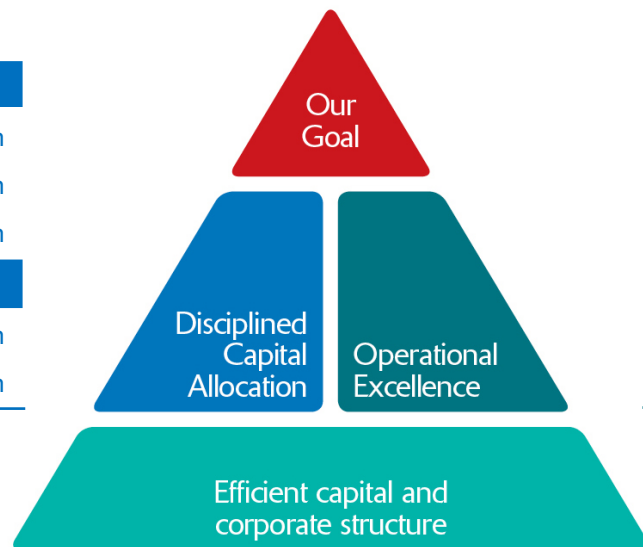 Our
Goal
Disciplined
Capital
Allocation
Operational
Excellence
Efficient capital and
corporate structure